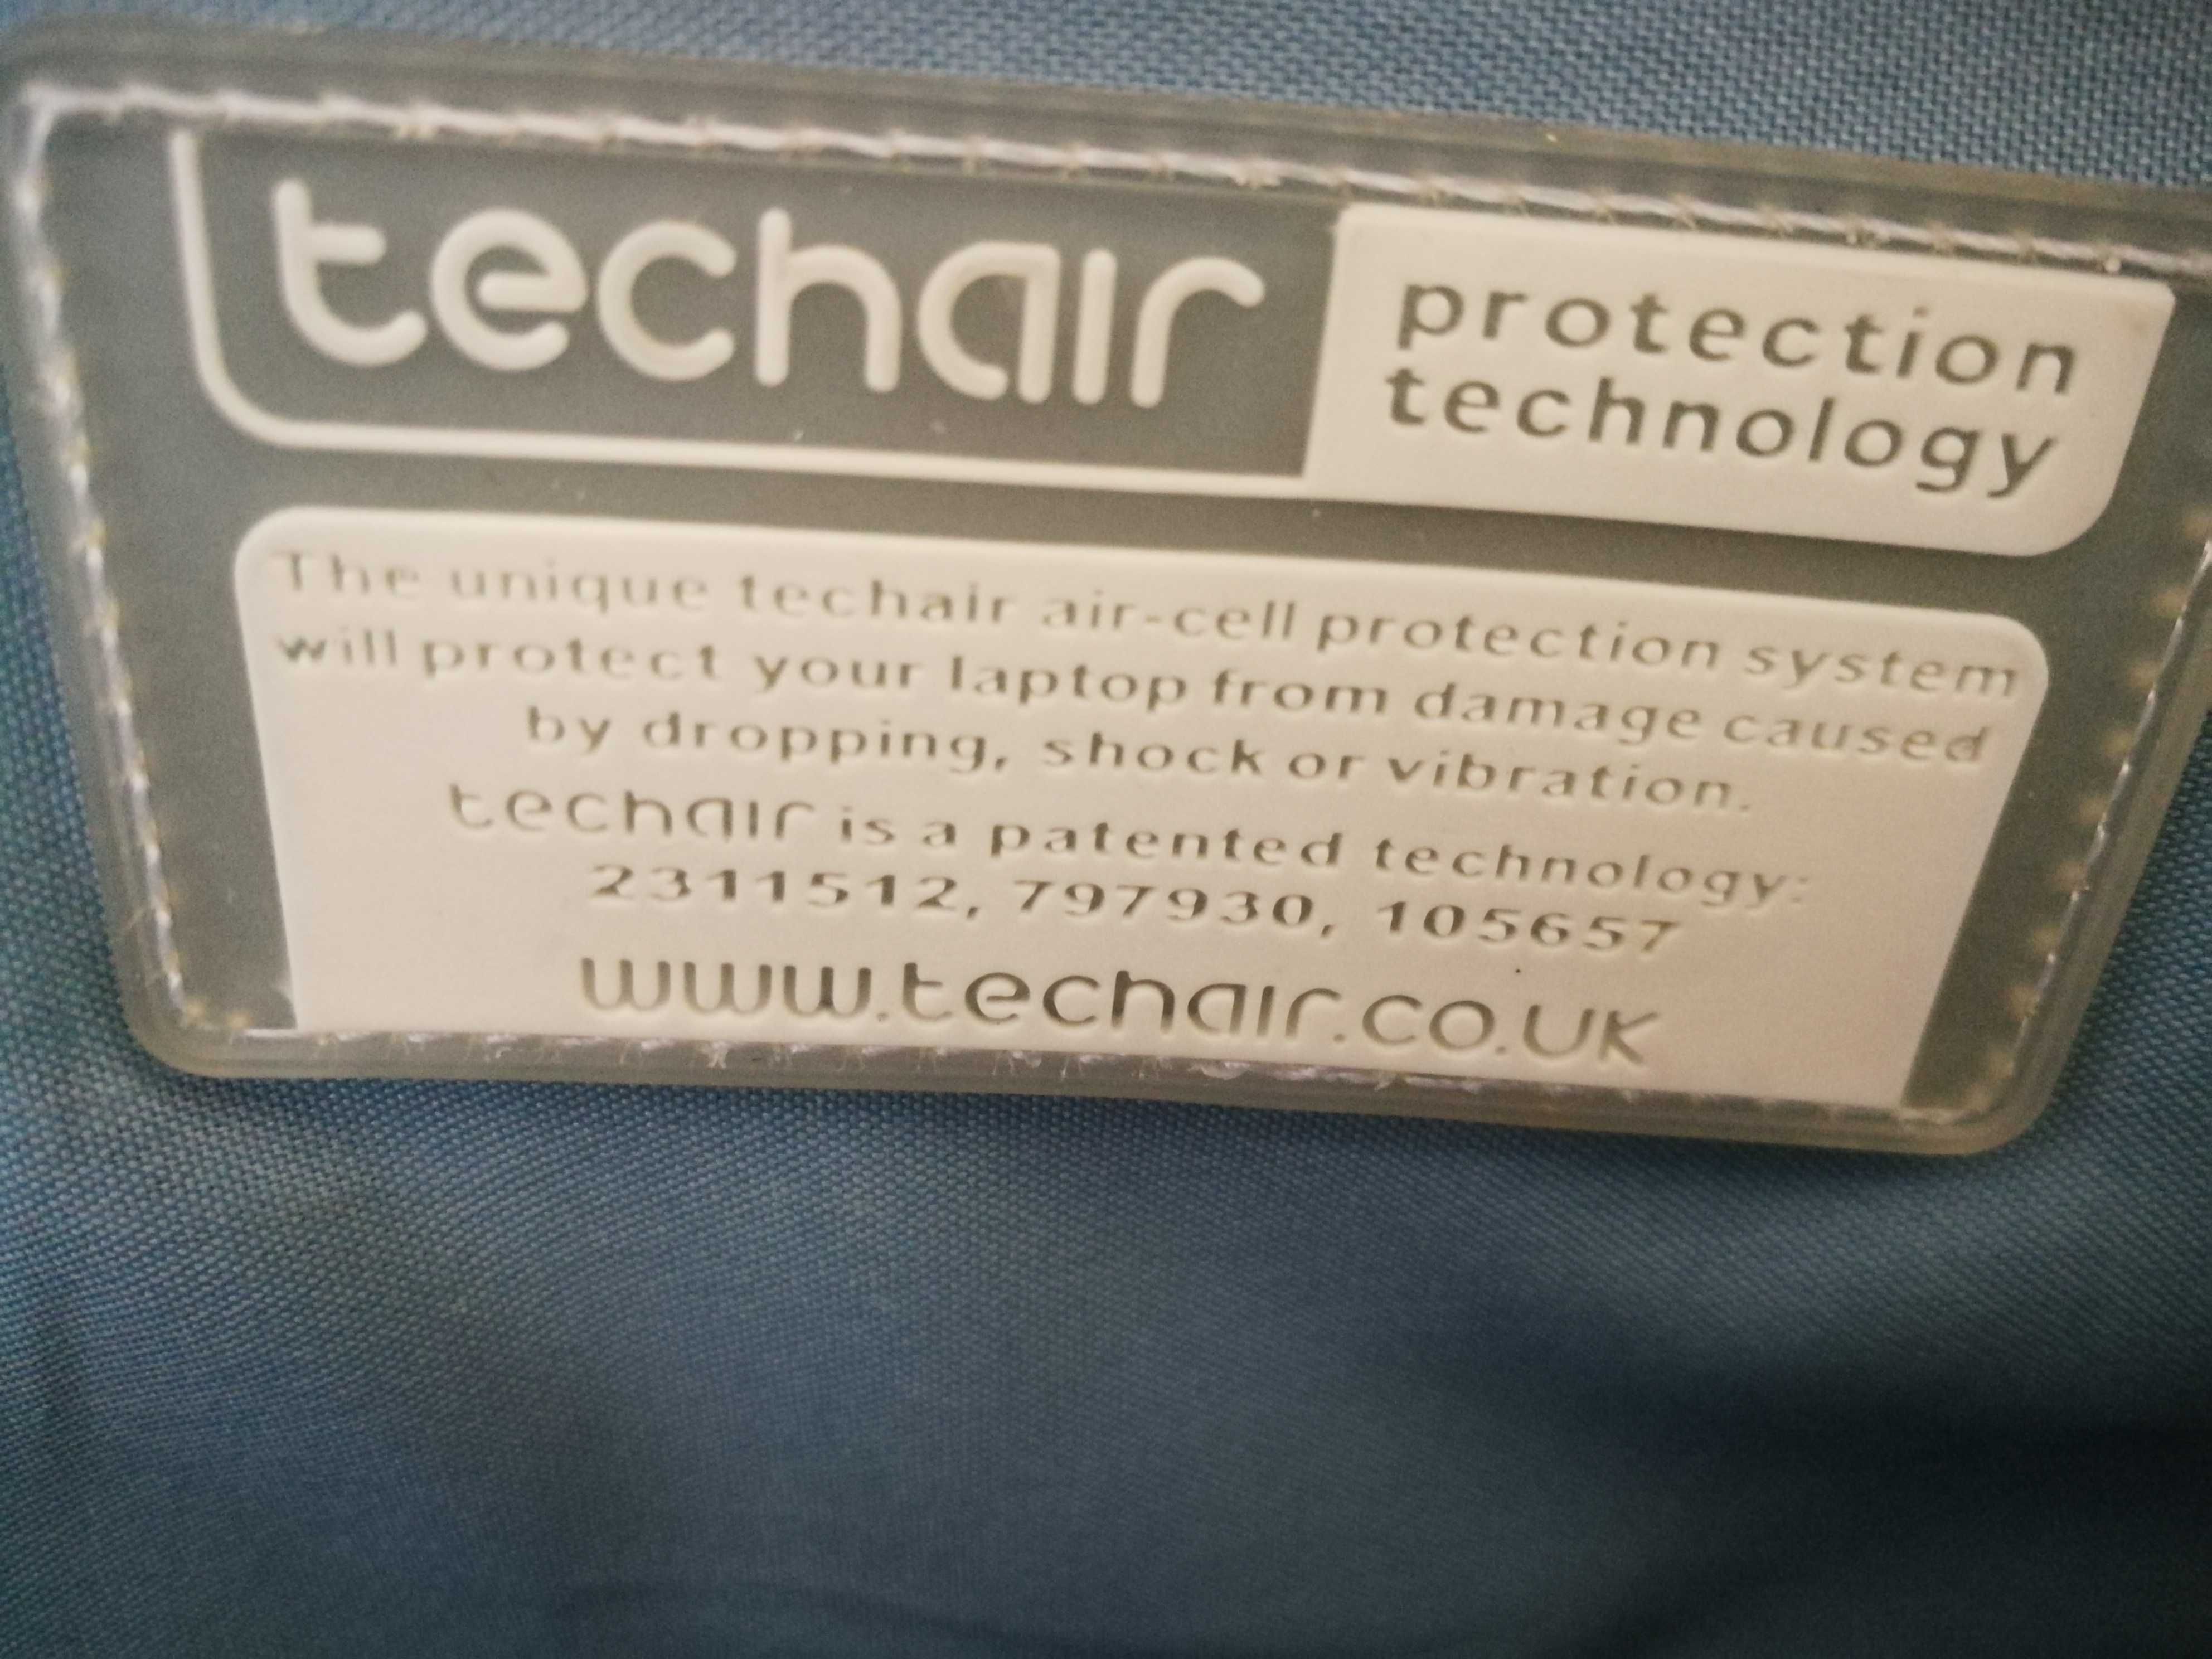 techair
protection
technology
The unique techair air-cell protection system
will protect your laptop from damage caused
by dropping, shock or vibration.
techair is a patented technology:
2311512, 797930, 105657
www.techair.co.uk